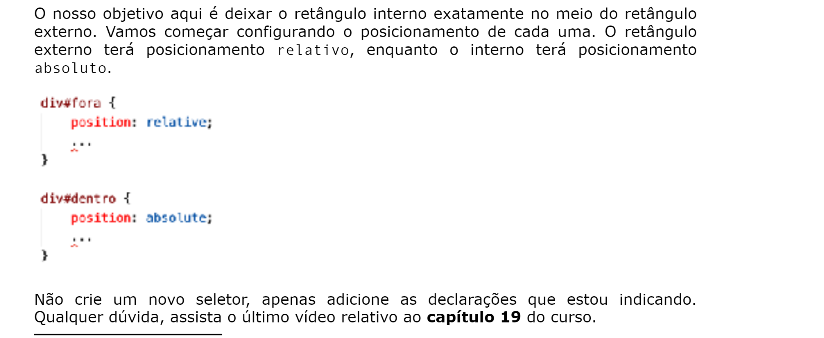 O nosso objetivo aqui é deixar o retângulo interno exatamente no meio do retângulo
externo. Vamos começar configurando o posicionamento de cada uma. O retângulo
externo terá posicionamento relativo, enquanto o interno terá posicionamento
absoluto.
div#fora {
position: relative;
...
}
div#dentro {
position: absolute;
...
}
Não crie um novo seletor, apenas adicione as declarações que estou indicando.
Qualquer dúvida, assista o último vídeo relativo ao capítulo 19 do curso.